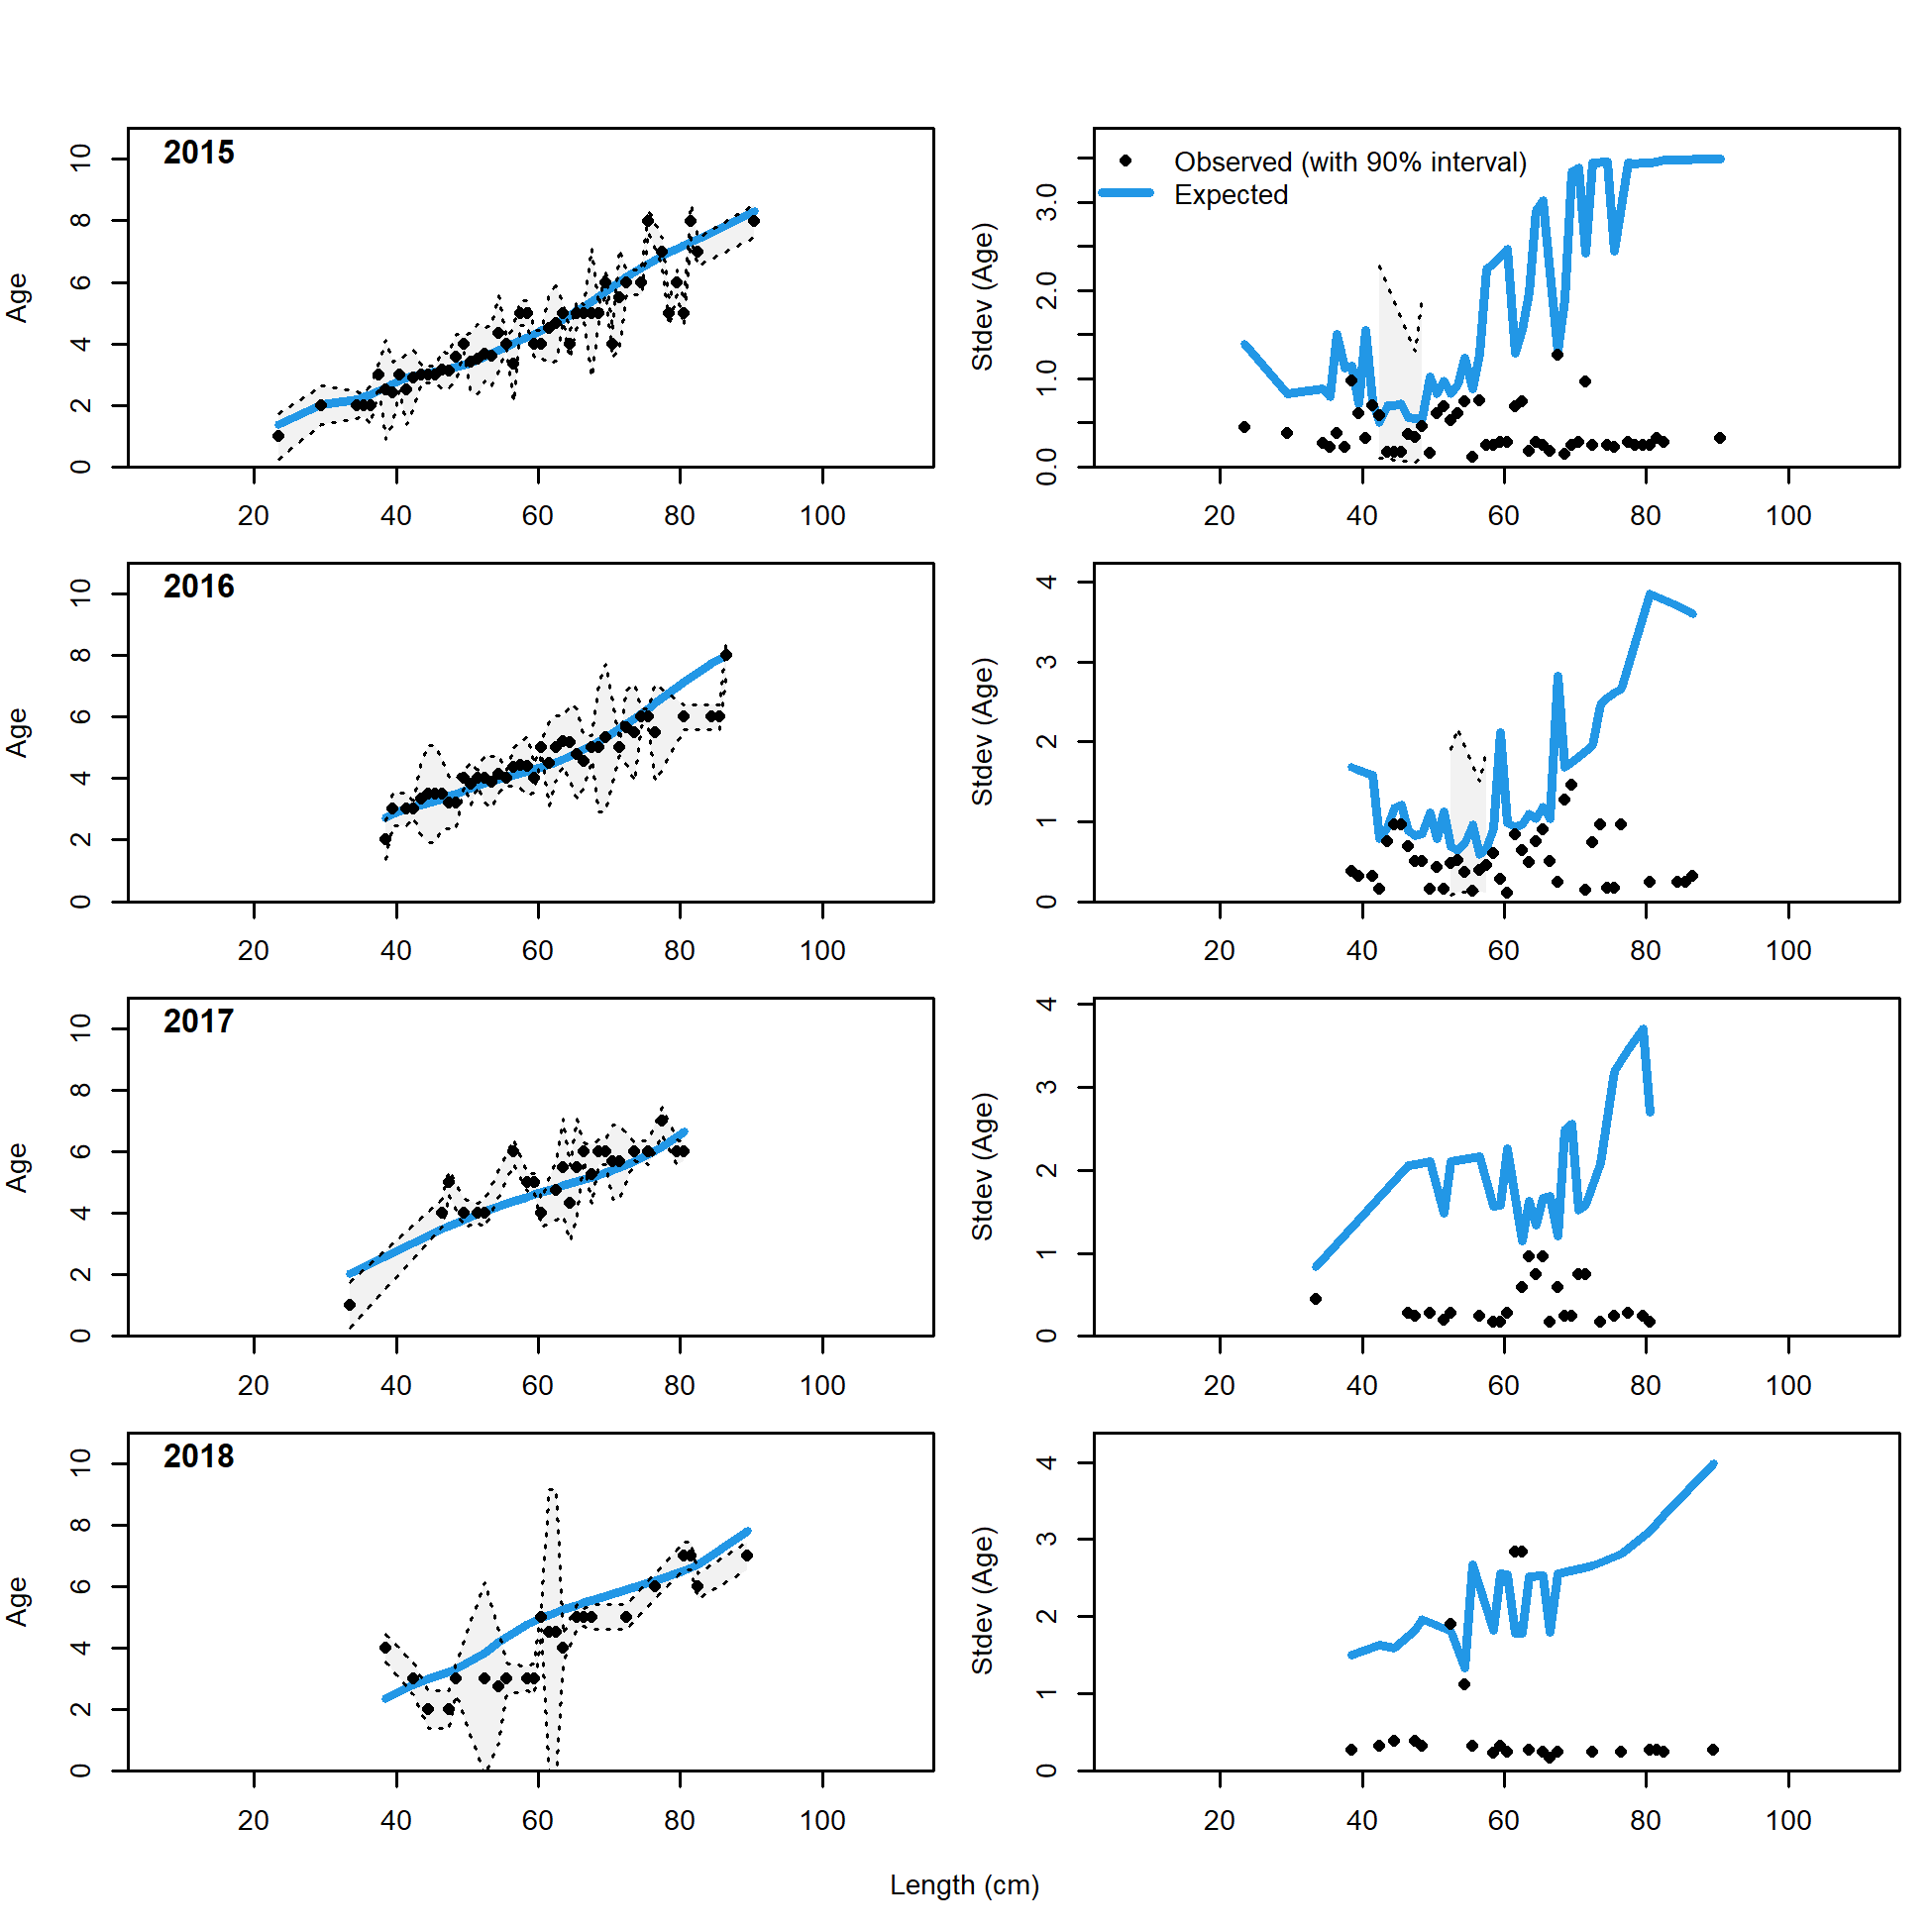 2015
Age
0 2 4 6 8 10
20 40 60 80 100
Observed (with 90% interval)
Expected
Stdev (Age)
0.0 1.0 2.0 3.0
20 40 60 80 100
2016
Age
0 2 4 6 8 10
20 40 60 80 100
Stdev (Age)
0 1 2 3 4
20 40 60 80 100
2017
Age
0 2 4 6 8 10
20 40 60 80 100
Stdev (Age)
0 1 2 3 4
20 40 60 80 100
2018
Age
0 2 4 6 8 10
20 40 60 80 100
Stdev (Age)
0 1 2 3 4
20 40 60 80 100
Length (cm)